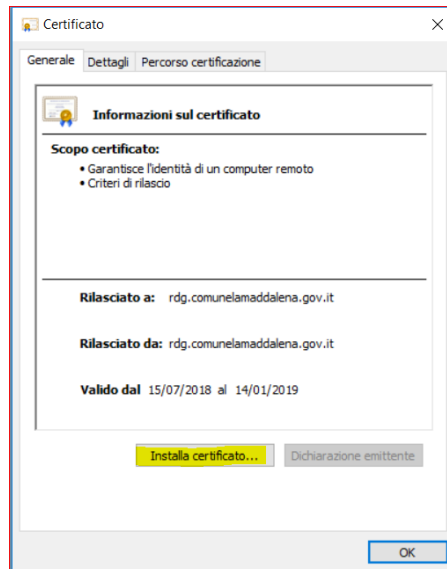 Certificato
Generale Dettagli Percorso certificazione
Informazioni sul certificato
Scopo certificato:
• Garantisce l'identità di un computer remoto
• Criteri di rilascio
Rilasciato a: rdg.comunelamaddalena.gov.it
Rilasciato da: rdg.comunelamaddalena.gov.it
Valido dal 15/07/2018 al 14/01/2019
Installa certificato... Dichiarazione emittente
OK